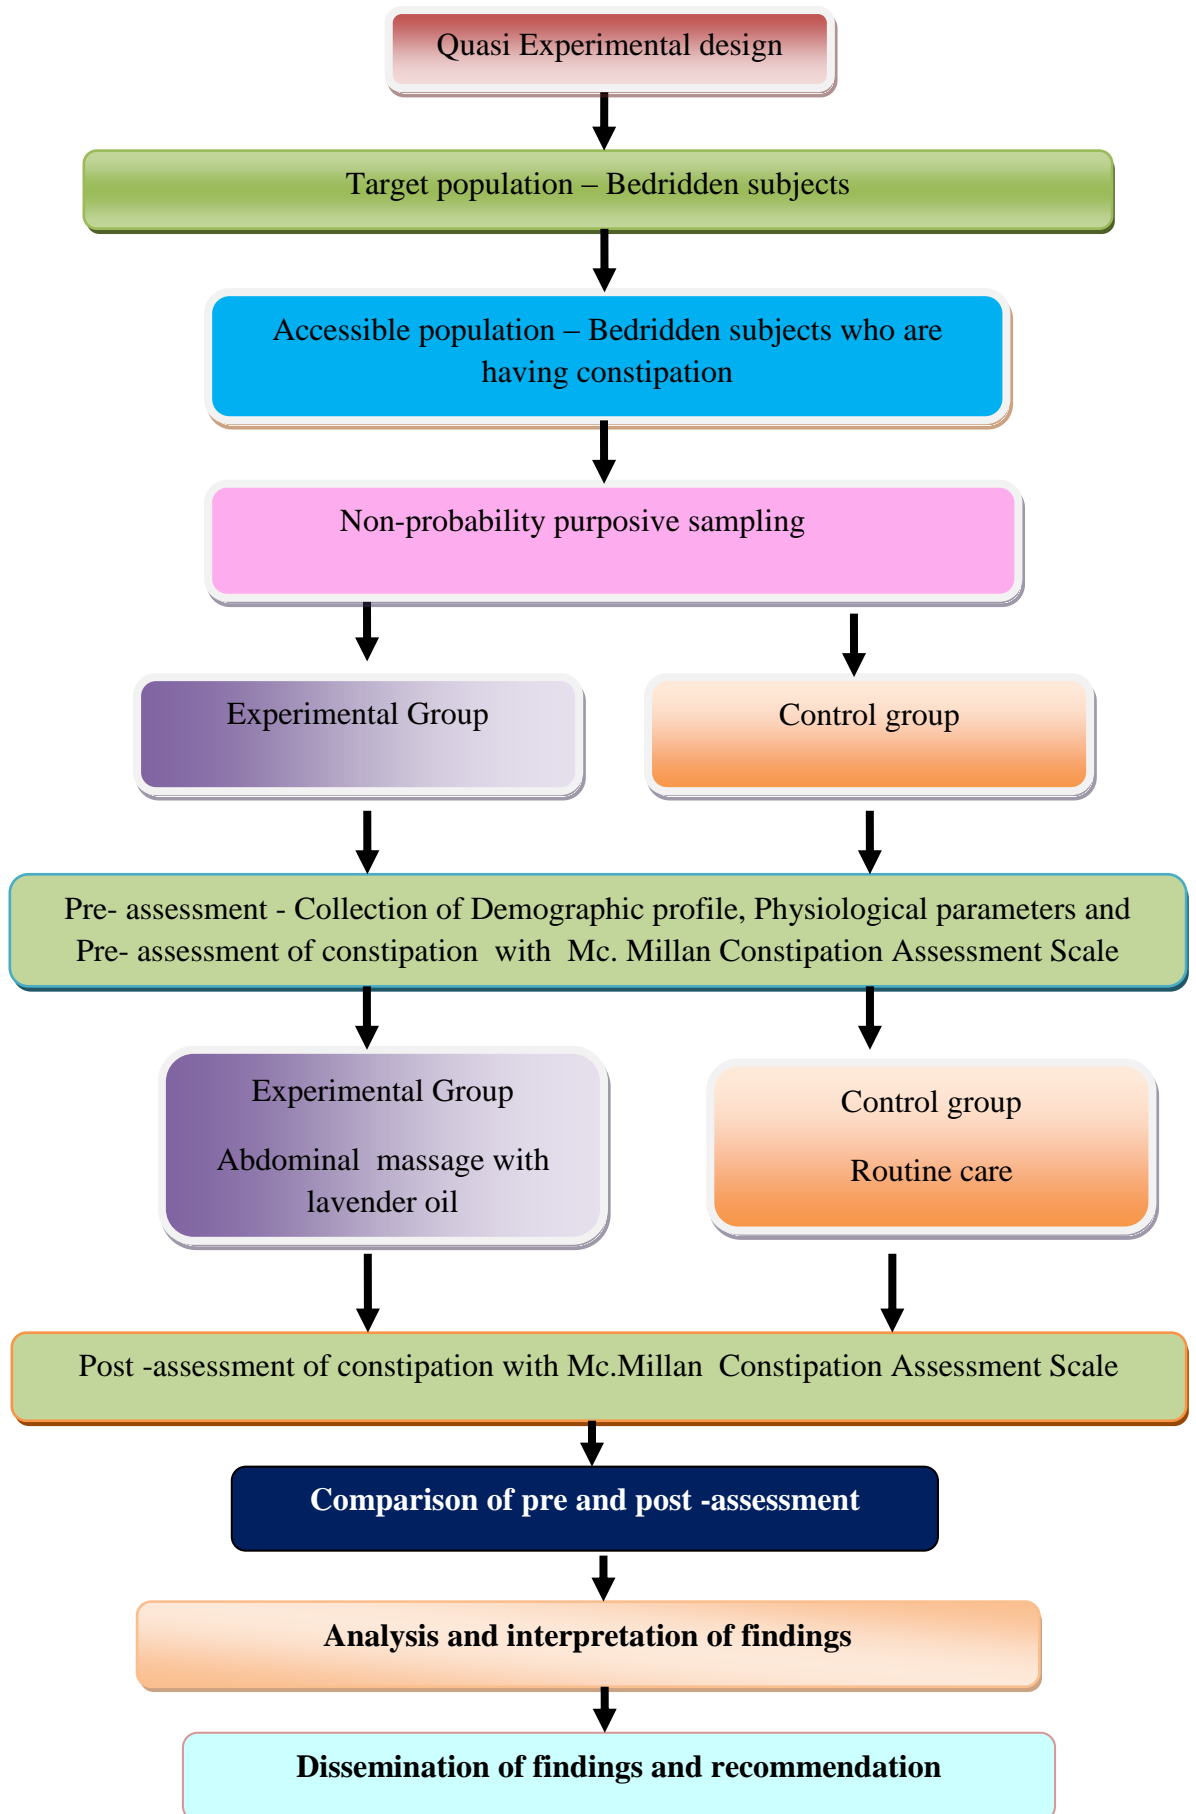 Quasi Experimental design
Target population – Bedridden subjects
Accessible population – Bedridden subjects who are
having constipation
Non-probability purposive sampling
Experimental Group
Control group
Pre- assessment - Collection of Demographic profile, Physiological parameters and
Pre- assessment of constipation with Mc. Millan Constipation Assessment Scale
Experimental Group
Abdominal massage with
lavender oil
Control group
Routine care
Post -assessment of constipation with Mc.Millan Constipation Assessment Scale
Comparison of pre and post -assessment
Analysis and interpretation of findings
Dissemination of findings and recommendation